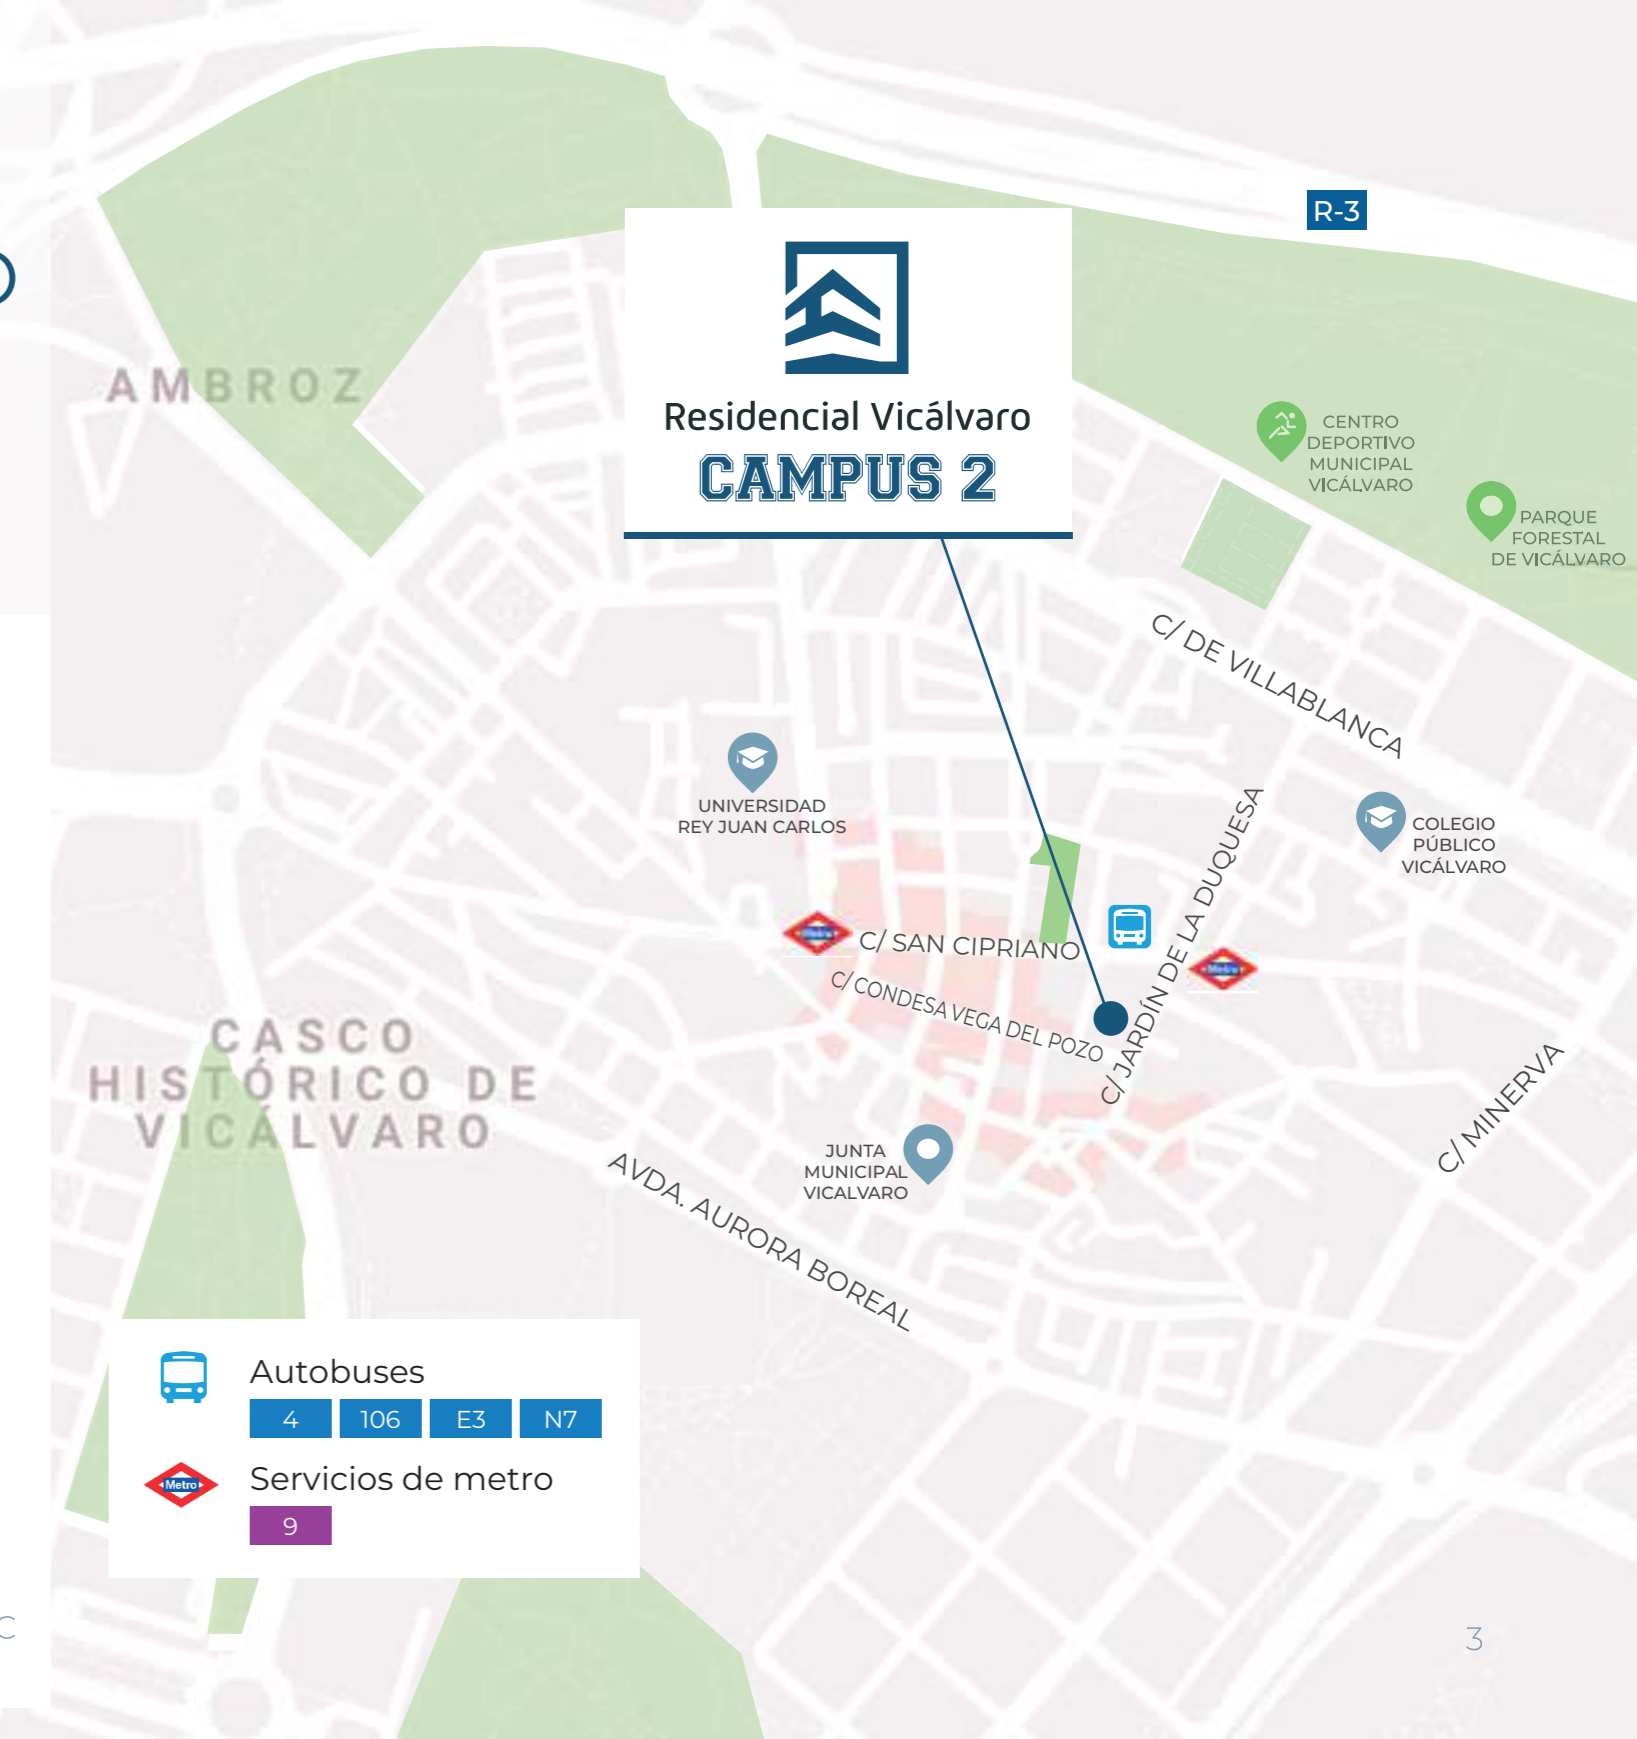 R-3
Residencial Vicálvaro
CAMPUS 2
AMBROZ
CENTRO
DEPORTIVO
MUNICIPAL
VICÁLVARO
PARQUE
FORESTAL
DE VICÁLVARO
C/ DE VILLABLANCA
UNIVERSIDAD
REY JUAN CARLOS
C/ JARDÍN DE LA DUQUESA
COLEGIO
PÚBLICO
VICÁLVARO
C/ SAN CIPRIANO
C/ CONDESA VEGA DEL POZO
CASCO
HISTÓRICO DE
VICÁLVARO
C/ MINERVA
JUNTA
MUNICIPAL
VICALVARO
AVDA. AURORA BOREAL
Autobuses
4 106 E3 N7
Metro
Servicios de metro
9
3